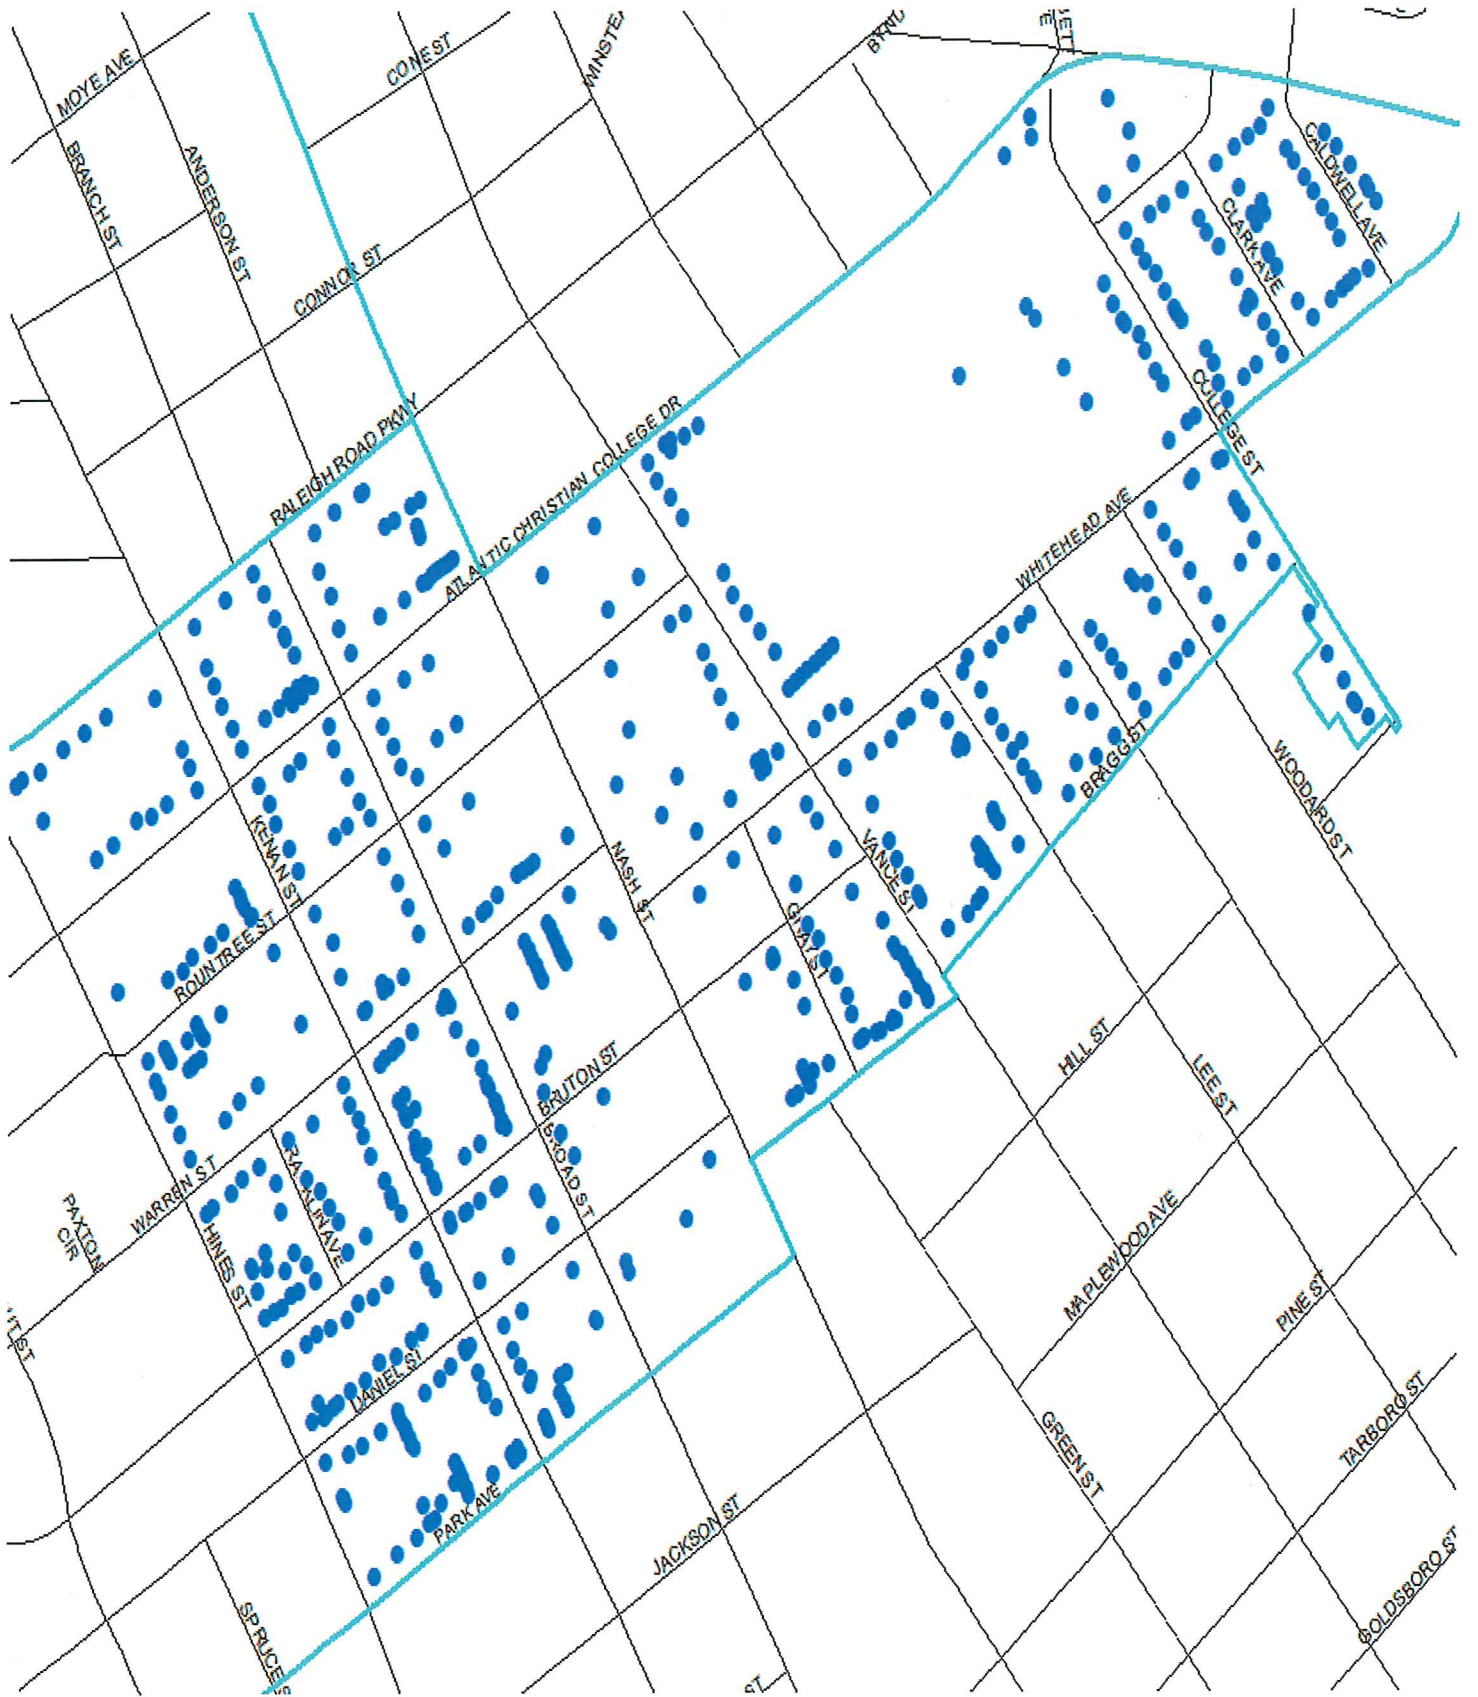 MOYE AVE
CONE ST
BRANCH ST
ANDERSON ST
CONNOR ST
CALDWELL AVE
CLARK AVE
COLLEGE ST
RALEIGH ROAD PKWY
ATLANTIC CHRISTIAN COLLEGE DR
WHITEHEAD AVE
BRAGG ST
WOODARD ST
KENAN ST
NASH ST
VANCE ST
GRAY ST
ROUNTREE ST
BRUTON ST
HILL ST
LEE ST
BROAD ST
WARREN ST
PAXTON
CIR
HINES ST
MAPLEWOOD AVE
PINE ST
DANIEL ST
TARBORO ST
GREEN ST
PARK AVE
JACKSON ST
GOLDSBORO ST
SPRUCE S
ST